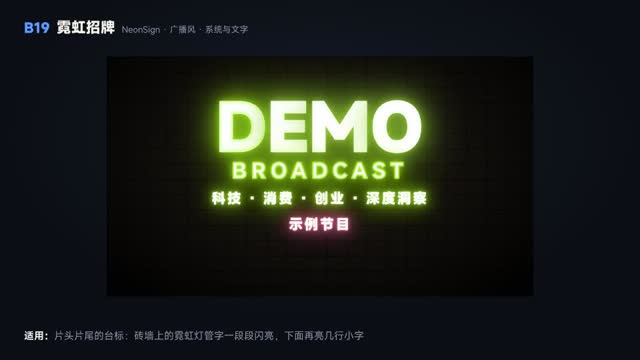 B19 霓虹招牌 NeonSign · 广播风 · 系统与文字
DEMO
BROADCAST
科技 · 消费 · 创业 · 深度洞察
示例节目
适用：片头片尾的台标：砖墙上的霓虹灯管字一段段闪亮，下面再亮几行小字